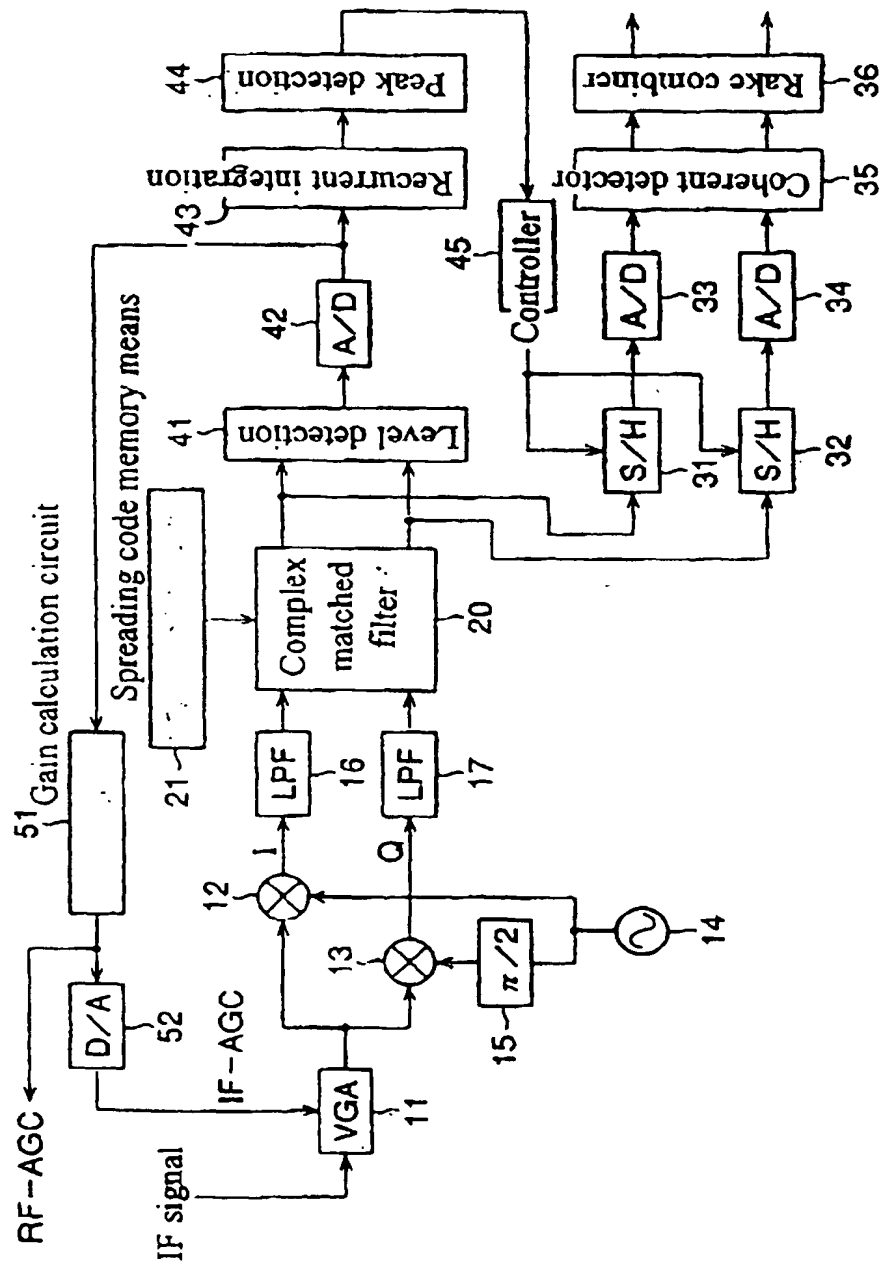 RF-AGC
51 Gain calculation circuit
D/A
52
IF-AGC
IF signal
VGA
11
Spreading code memory means
21
12
13
I
Q
π/2
15
14
LPF
16
LPF
17
Complex
matched
filter
20
41
Level detection
42
A/D
43
Recurrent integration
44
Peak detection
45
Controller
S/H
31
S/H
32
A/D
33
A/D
34
Coherent detector
35
Rake combiner
36